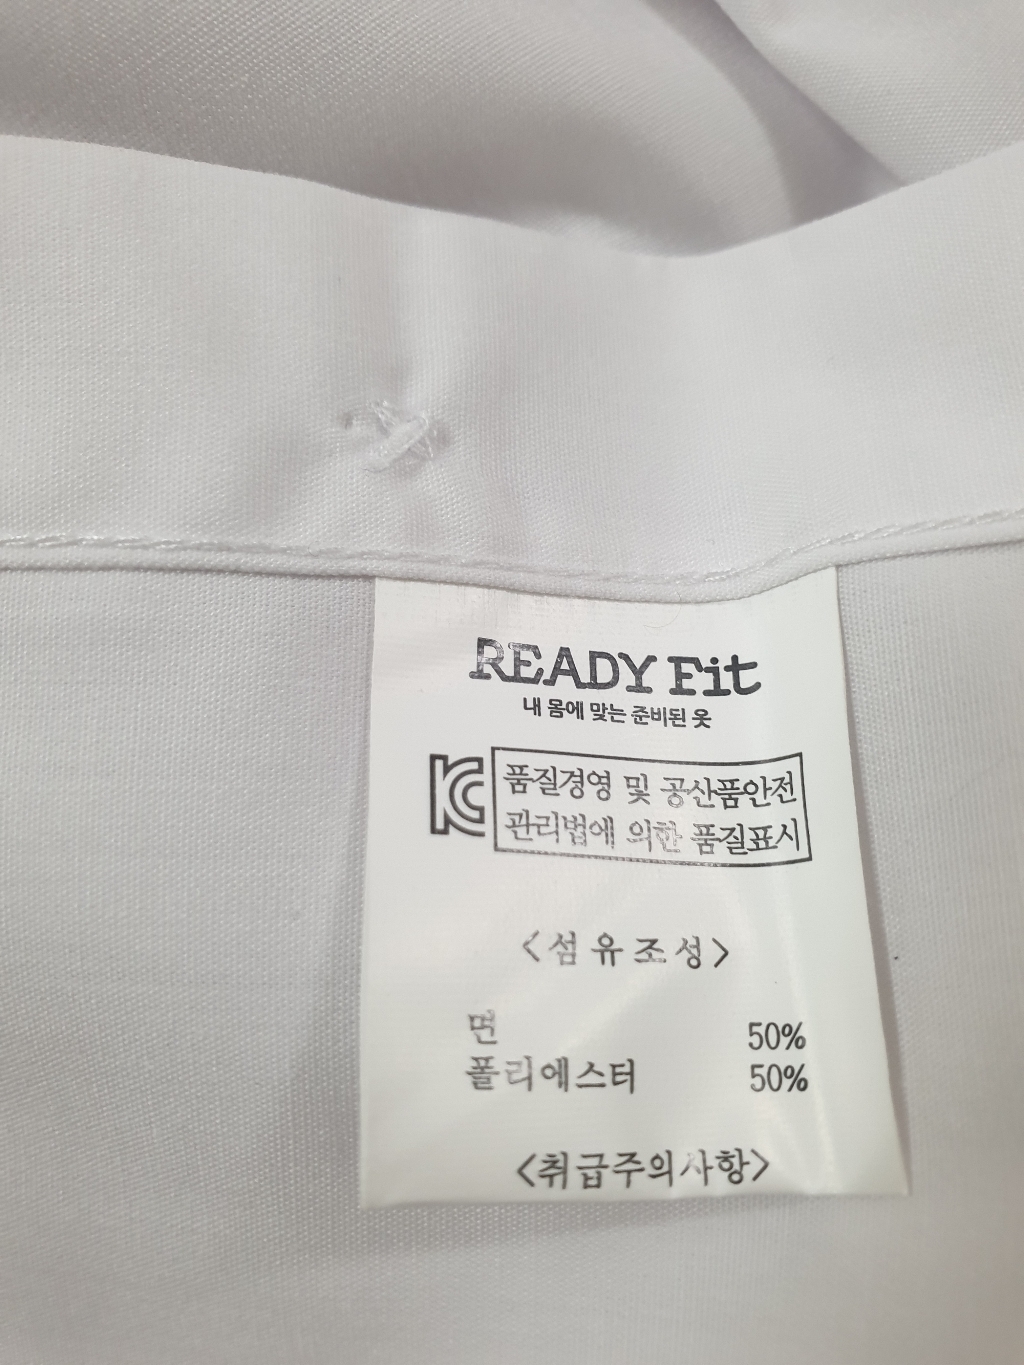 READY Fit
내 몸에 맞는 준비된 옷
KC
품질경영 및 공산품안전
관리법에 의한 품질표시
<섬유조성>
면 50%
폴리에스터 50%
<취급주의사항>